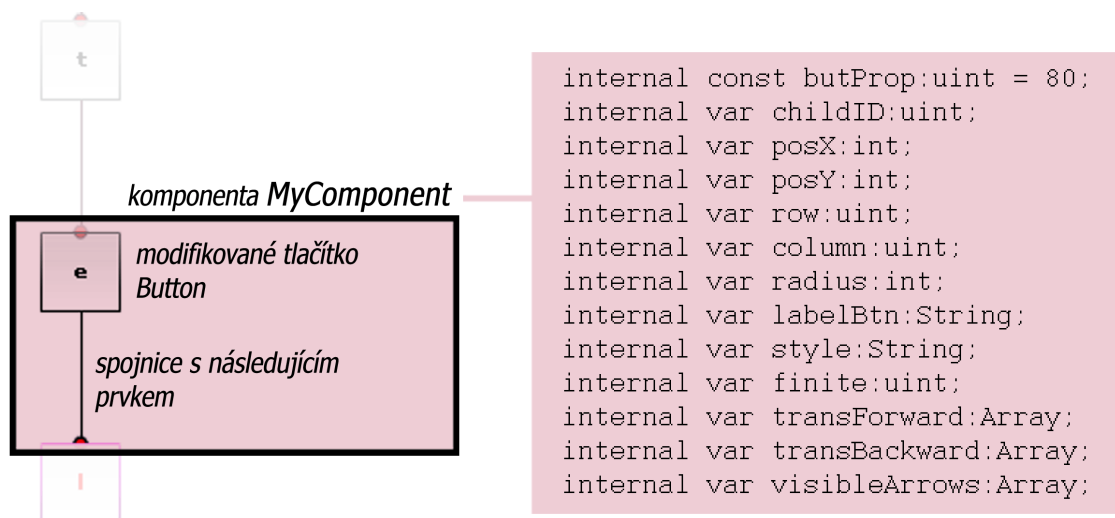 t
komponenta MyComponent
e
modifikované tlačítko
Button
spojnice s následujícím
prvkem
l
internal const butProp:uint = 80;
internal var childID:uint;
internal var posX:int;
internal var posY:int;
internal var row:uint;
internal var column:uint;
internal var radius:int;
internal var labelBtn:String;
internal var style:String;
internal var finite:uint;
internal var transForward:Array;
internal var transBackward:Array;
internal var visibleArrows:Array;